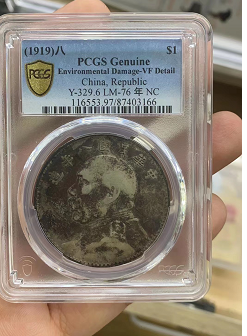 (1919)八 $1
PCGS Genuine
Environmental Damage-VF Detail
China, Republic
Y-329.6 LM-76 年 NC
116553.97/87403166
PCGS